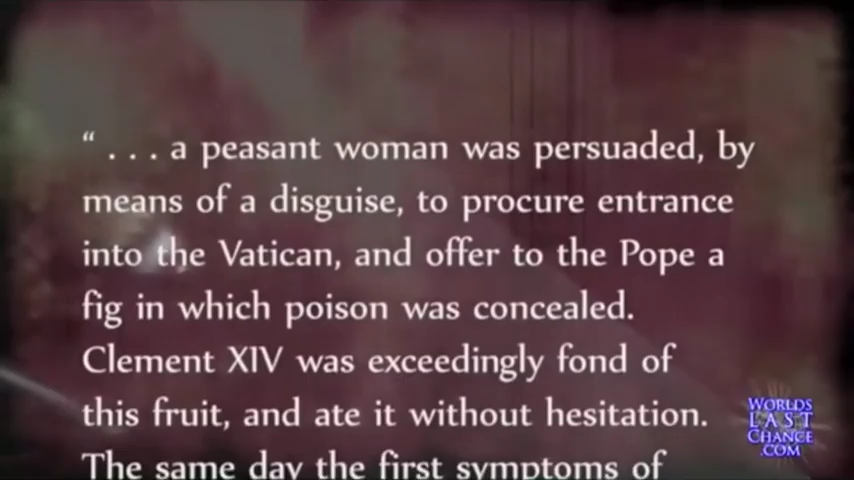 “ . . . a peasant woman was persuaded, by
means of a disguise, to procure entrance
into the Vatican, and offer to the Pope a
fig in which poison was concealed.
Clement XIV was exceedingly fond of
this fruit, and ate it without hesitation.
The same day the first symptoms of
WORLDS
LAST
CHANCE
.COM